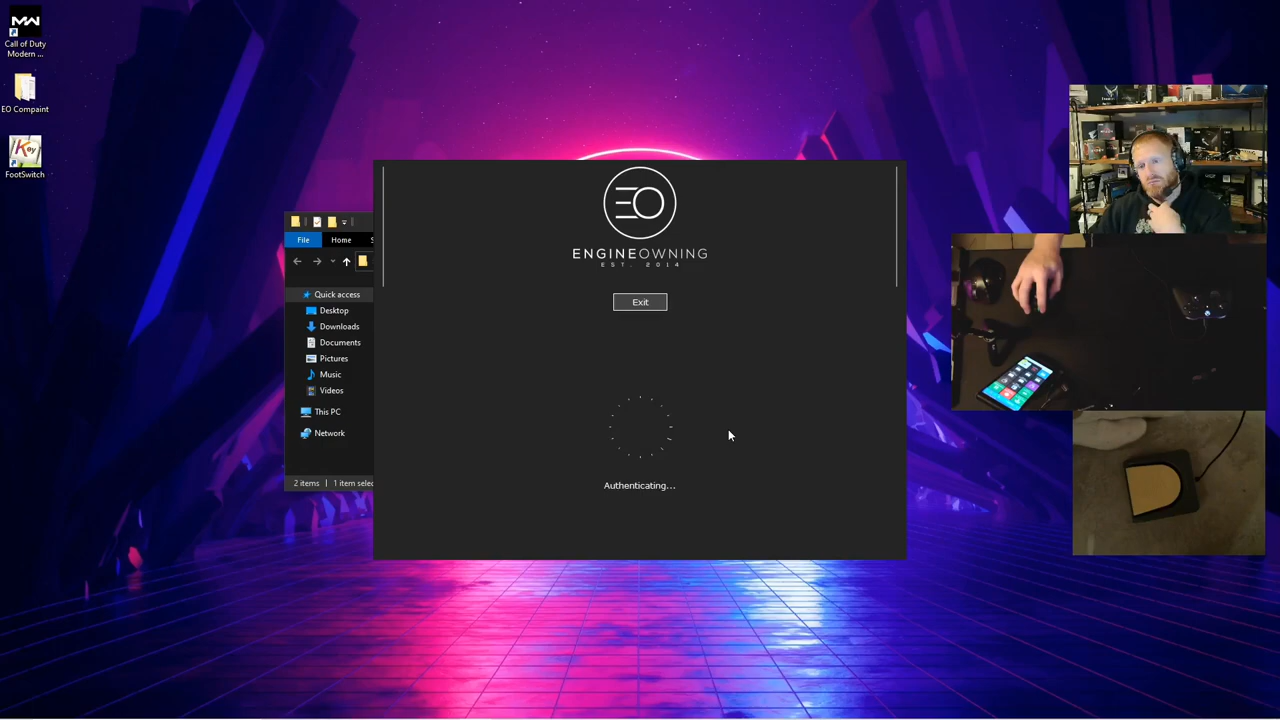 Call of Duty
Modern ...
EO Compaint
Key
FootSwitch
File
Home
Quick access
Desktop
Downloads
Documents
Pictures
Music
Videos
This PC
Network
2 items
1 item selec
EO
ENGINEOWNING
EST. 2014
Exit
Authenticating...